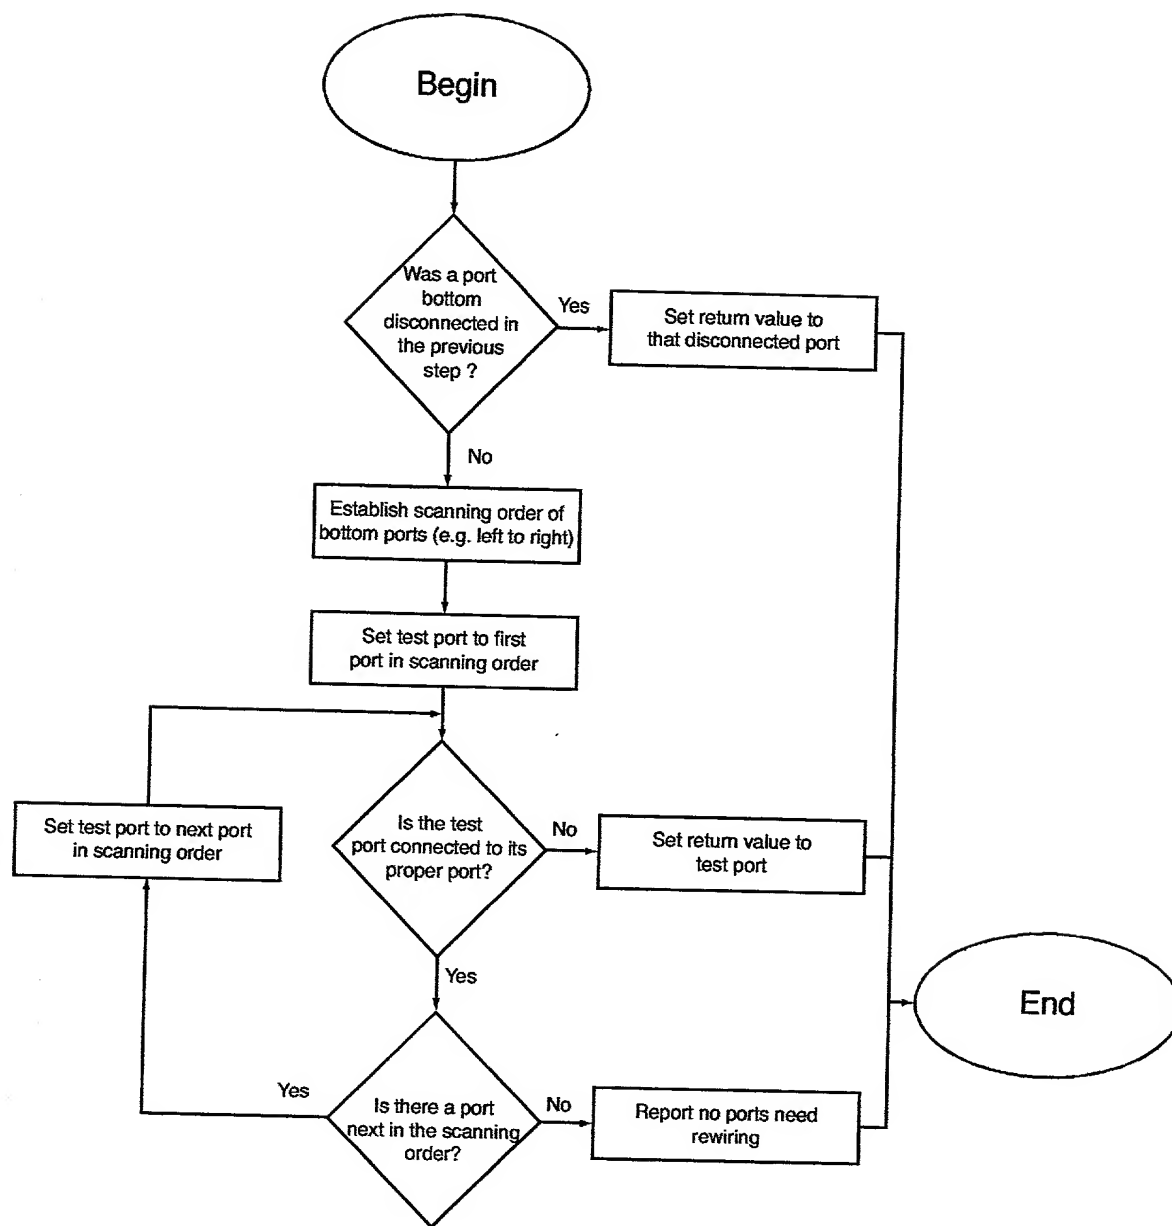 Begin
Was a port
bottom
disconnected in
the previous
step ?
Yes
Set return value to
that disconnected port
No
Establish scanning order of
bottom ports (e.g. left to right)
Set test port to first
port in scanning order
Set test port to next port
in scanning order
Is the test
port connected to its
proper port?
No
Set return value to
test port
Yes
End
Yes
Is there a port
next in the scanning
order?
No
Report no ports need
rewiring